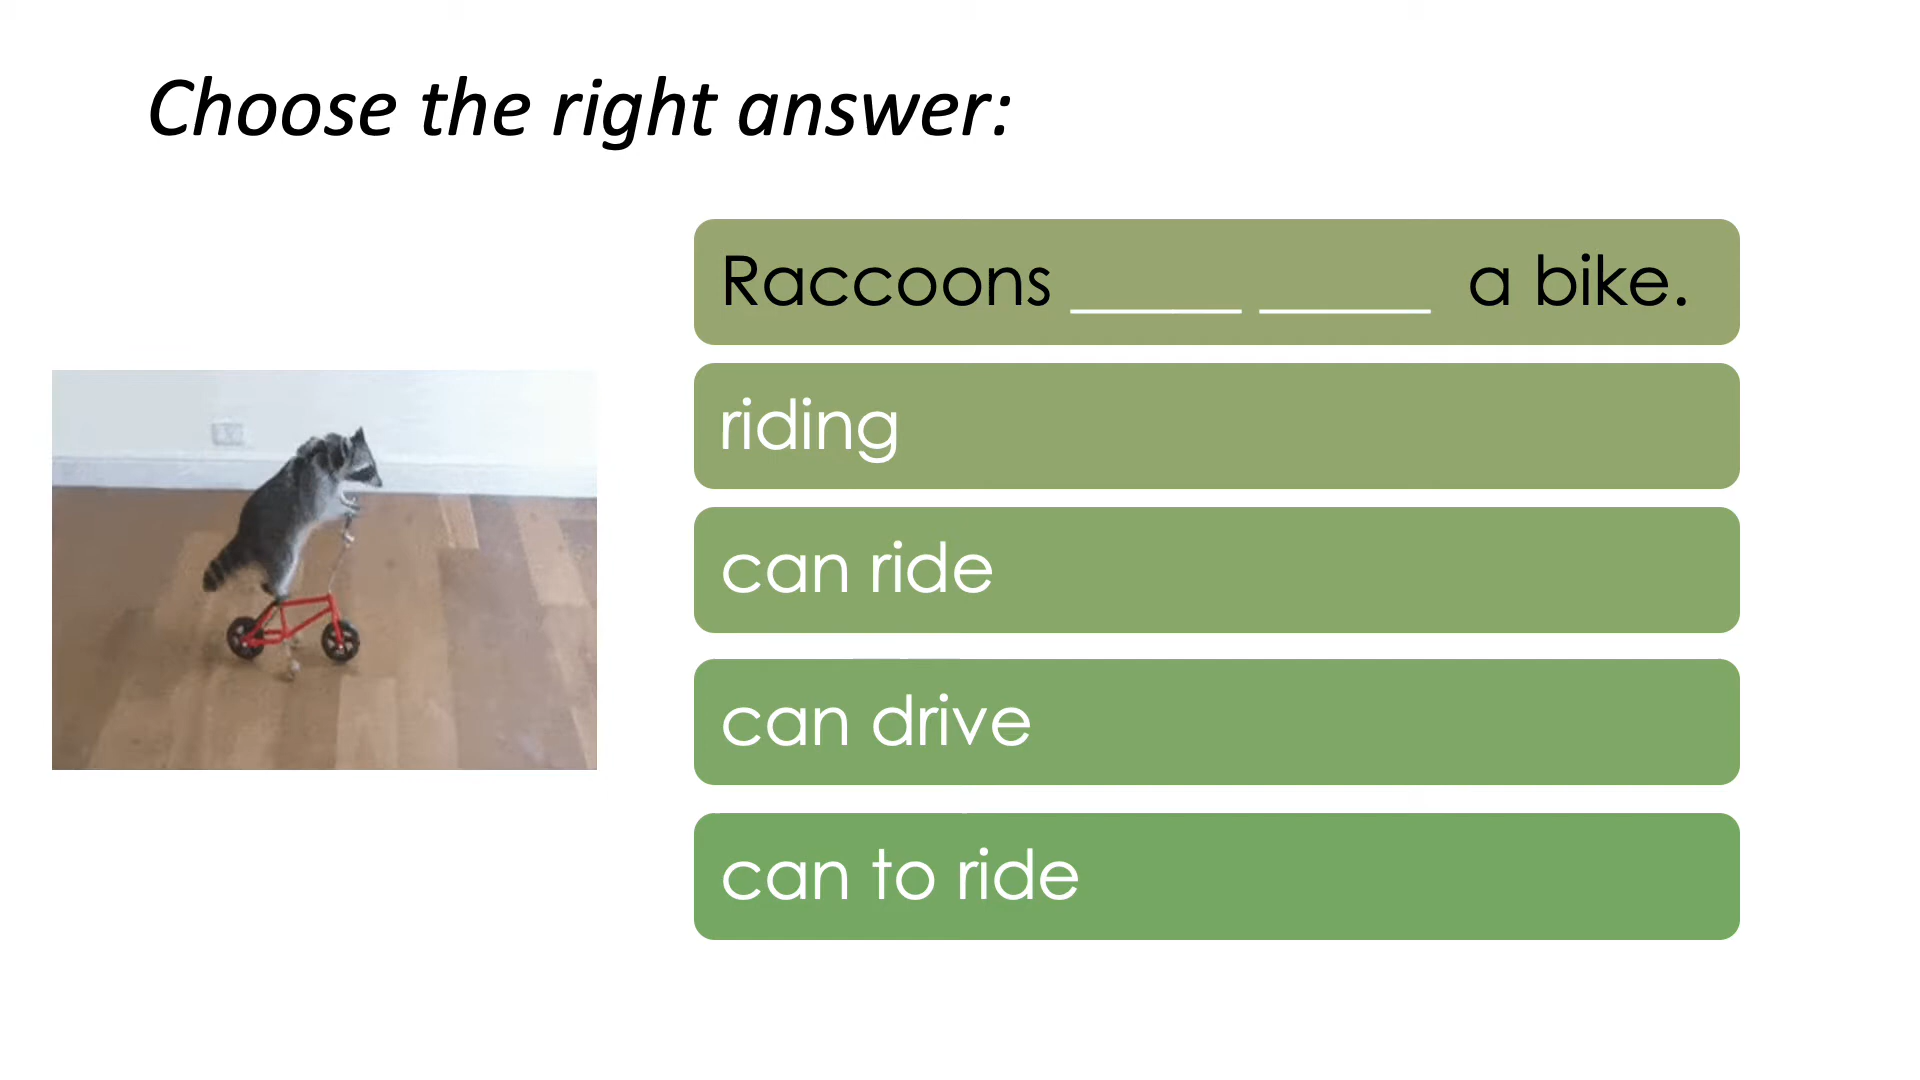 Choose the right answer:
Raccoons _____ _____ a bike.
riding
can ride
can drive
can to ride